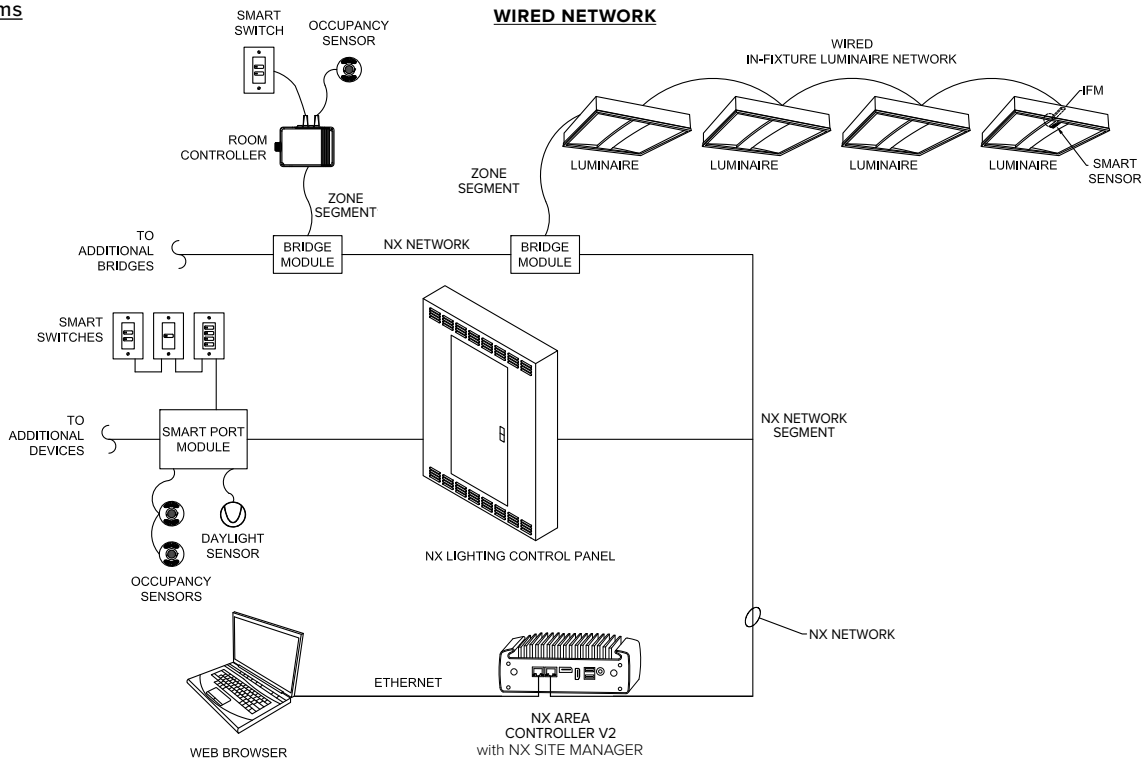 ms
WIRED NETWORK
SMART
SWITCH
OCCUPANCY
SENSOR
ROOM
CONTROLLER
ZONE
SEGMENT
WIRED
IN-FIXTURE LUMINAIRE NETWORK
IFM
LUMINAIRE
LUMINAIRE
LUMINAIRE
LUMINAIRE
SMART
SENSOR
ZONE
SEGMENT
TO
ADDITIONAL
BRIDGES
BRIDGE
MODULE
NX NETWORK
BRIDGE
MODULE
SMART
SWITCHES
TO
ADDITIONAL
DEVICES
SMART PORT
MODULE
NX NETWORK
SEGMENT
DAYLIGHT
SENSOR
OCCUPANCY
SENSORS
NX LIGHTING CONTROL PANEL
NX NETWORK
ETHERNET
WEB BROWSER
NX AREA
CONTROLLER V2
with NX SITE MANAGER